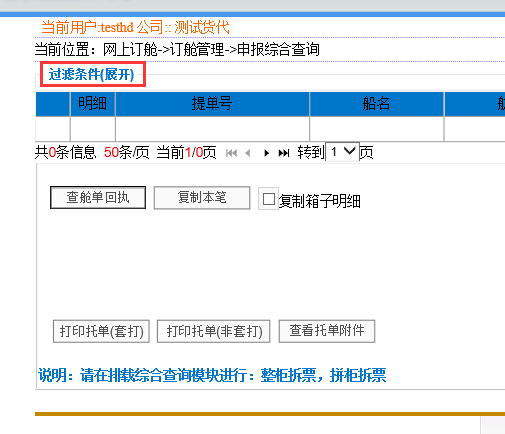 当前用户:testhd 公司:: 测试货代
当前位置：网上订舱->订舱管理->申报综合查询
过滤条件(展开)
明细 提单号 船名
共0条信息 50条/页 当前1/0页 转到 1 页
查舱单回执 复制本笔 复制箱子明细
打印托单(套打) 打印托单(非套打) 查看托单附件
说明：请在排载综合查询模块进行：整柜拆票，拼柜拆票